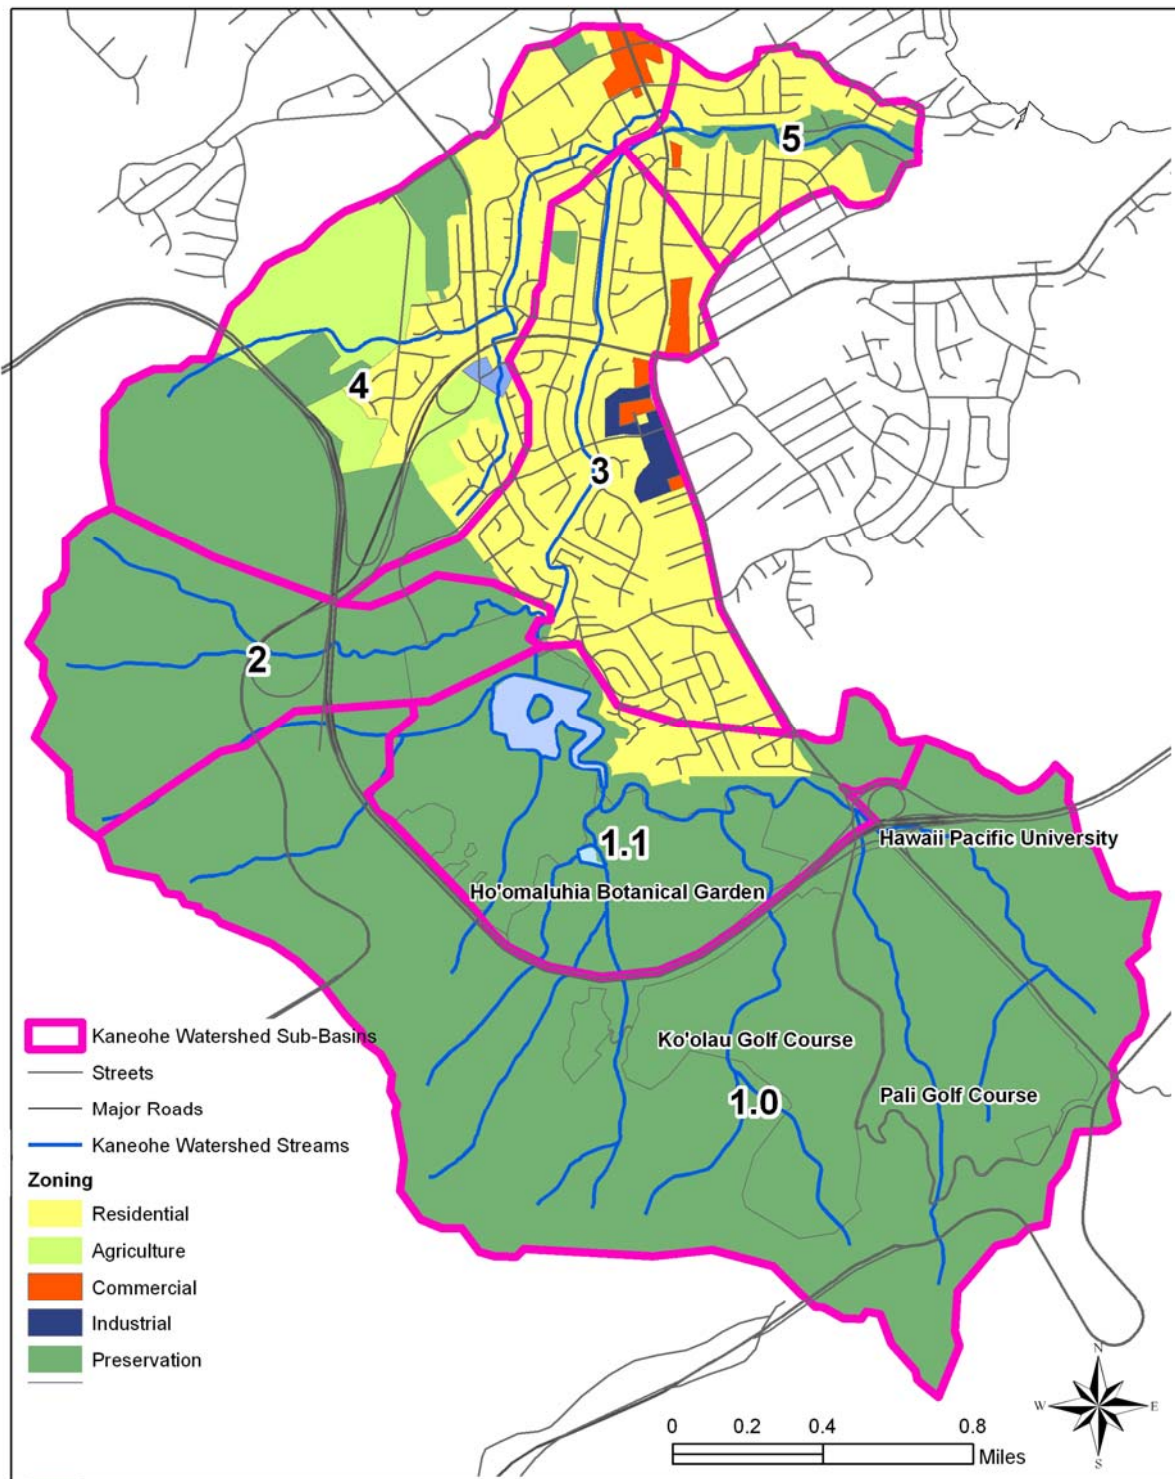 5
4
3
2
1.1
Hawaii Pacific University
Ho'omaluhia Botanical Garden
Ko'olau Golf Course
Pali Golf Course
1.0
Kaneohe Watershed Sub-Basins
Streets
Major Roads
Kaneohe Watershed Streams
Zoning
Residential
Agriculture
Commercial
Industrial
Preservation
N
W E
S
0 0.2 0.4 0.8
Miles